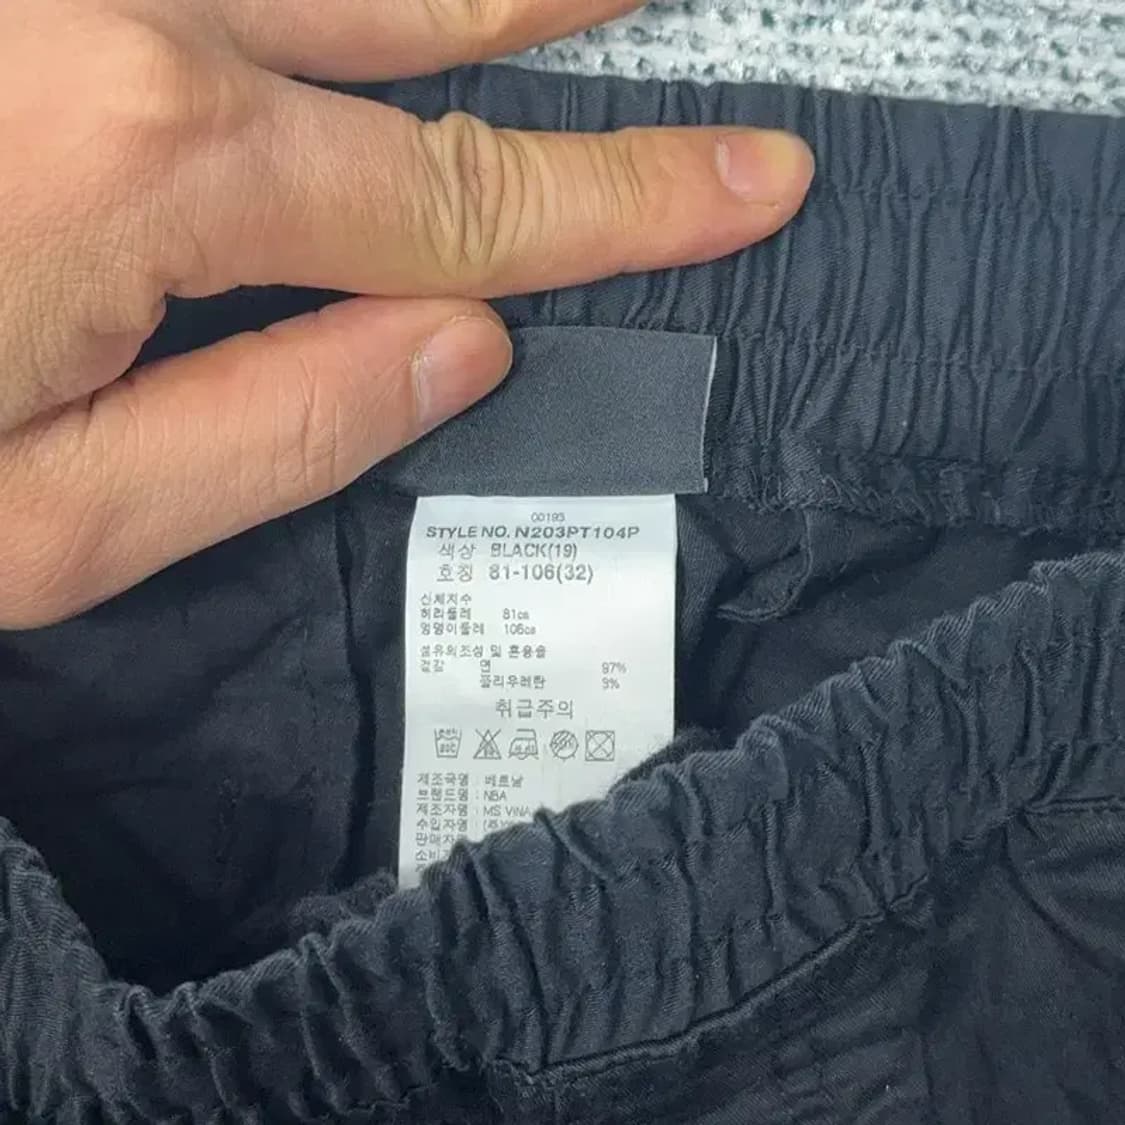 00193
STYLE NO. N203PT104P
색상 BLACK(19)
호칭 81-106(32)
신체치수
허리둘레 81cm
엉덩이둘레 106cm
섬유의조성 및 혼용율
겉감 면 97%
폴리우레탄 3%
취급주의
제조국명 : 베트남
브랜드명 : NBA
제조자명 : MS VINA
수입자명 :
판매자
소비